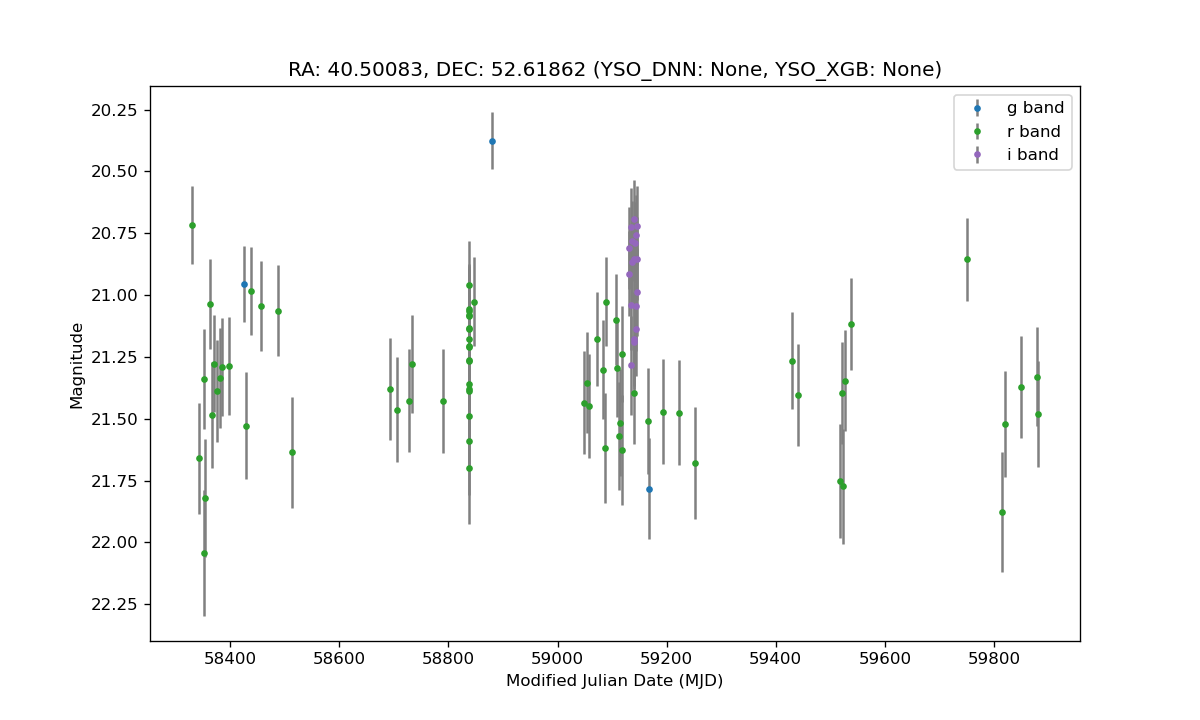 RA: 40.50083, DEC: 52.61862 (YSO_DNN: None, YSO_XGB: None)
g band
r band
i band
20.25
20.50
20.75
21.00
21.25
21.50
21.75
22.00
22.25
Magnitude
58400 58600 58800 59000 59200 59400 59600 59800
Modified Julian Date (MJD)